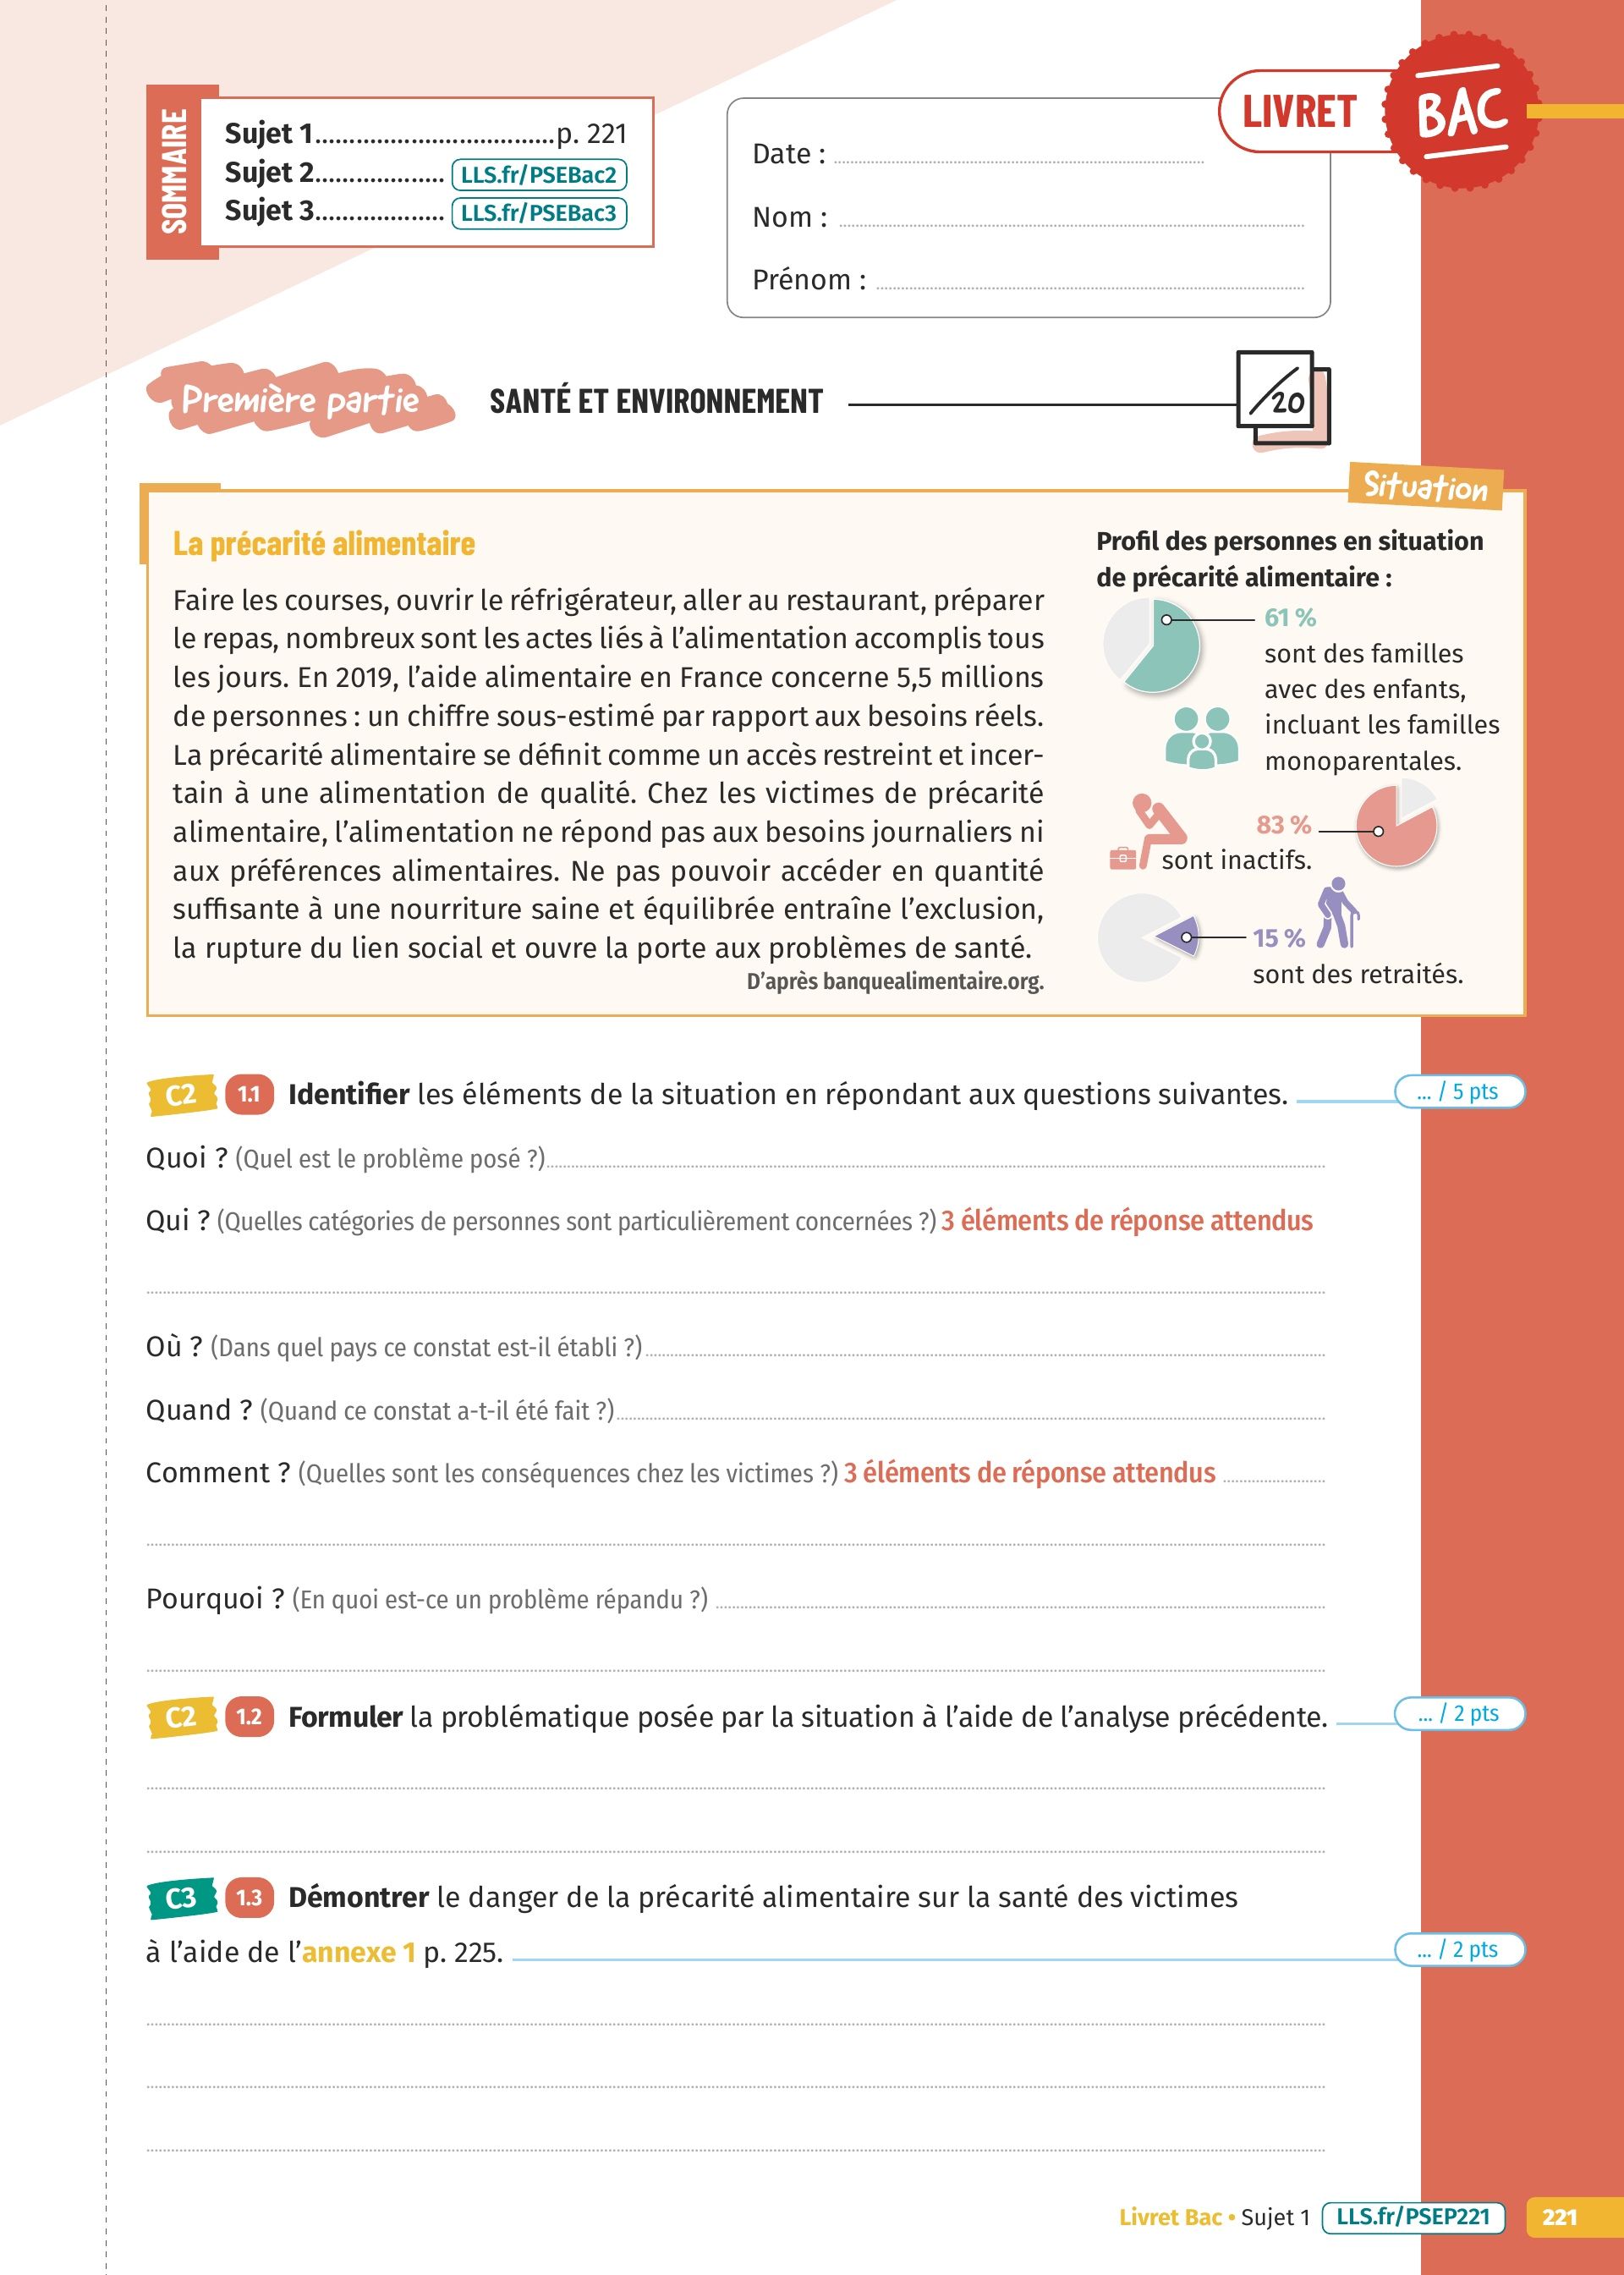 SOMMAIRE
Sujet 1.................................p. 221
Sujet 2.................. LLS.fr/PSEBac2
Sujet 3.................. LLS.fr/PSEBac3
LIVRET BAC
Date :
Nom :
Prénom :
Première partie SANTÉ ET ENVIRONNEMENT /20
Situation
La précarité alimentaire
Faire les courses, ouvrir le réfrigérateur, aller au restaurant, préparer
le repas, nombreux sont les actes liés à l’alimentation accomplis tous
les jours. En 2019, l’aide alimentaire en France concerne 5,5 millions
de personnes : un chiffre sous-estimé par rapport aux besoins réels.
La précarité alimentaire se définit comme un accès restreint et incer-
tain à une alimentation de qualité. Chez les victimes de précarité
alimentaire, l’alimentation ne répond pas aux besoins journaliers ni
aux préférences alimentaires. Ne pas pouvoir accéder en quantité
suffisante à une nourriture saine et équilibrée entraîne l’exclusion,
la rupture du lien social et ouvre la porte aux problèmes de santé.
D’après banquealimentaire.org.
Profil des personnes en situation
de précarité alimentaire :
61 %
sont des familles
avec des enfants,
incluant les familles
monoparentales.
83 %
sont inactifs.
15 %
sont des retraités.
C2 1.1 Identifier les éléments de la situation en répondant aux questions suivantes. ... / 5 pts
Quoi ? (Quel est le problème posé ?)
Qui ? (Quelles catégories de personnes sont particulièrement concernées ?) 3 éléments de réponse attendus
Où ? (Dans quel pays ce constat est-il établi ?)
Quand ? (Quand ce constat a-t-il été fait ?)
Comment ? (Quelles sont les conséquences chez les victimes ?) 3 éléments de réponse attendus
Pourquoi ? (En quoi est-ce un problème répandu ?)
C2 1.2 Formuler la problématique posée par la situation à l’aide de l’analyse précédente. ... / 2 pts
C3 1.3 Démontrer le danger de la précarité alimentaire sur la santé des victimes
à l’aide de l’annexe 1 p. 225. ... / 2 pts
Livret Bac • Sujet 1 LLS.fr/PSEP221 221